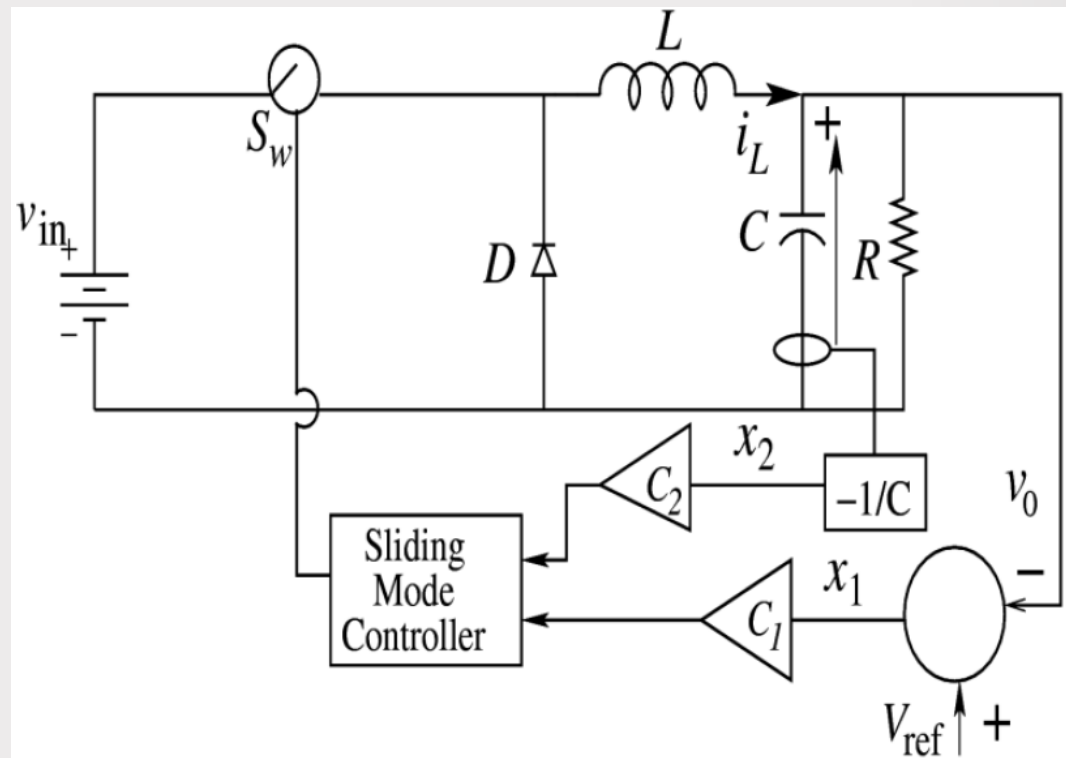 L
S_w
i_L
+
v_in
+
-
-
D
C
R
x_2
C_2
-1/C
v_0
Sliding
Mode
Controller
x_1
C_1
-
V_ref
+